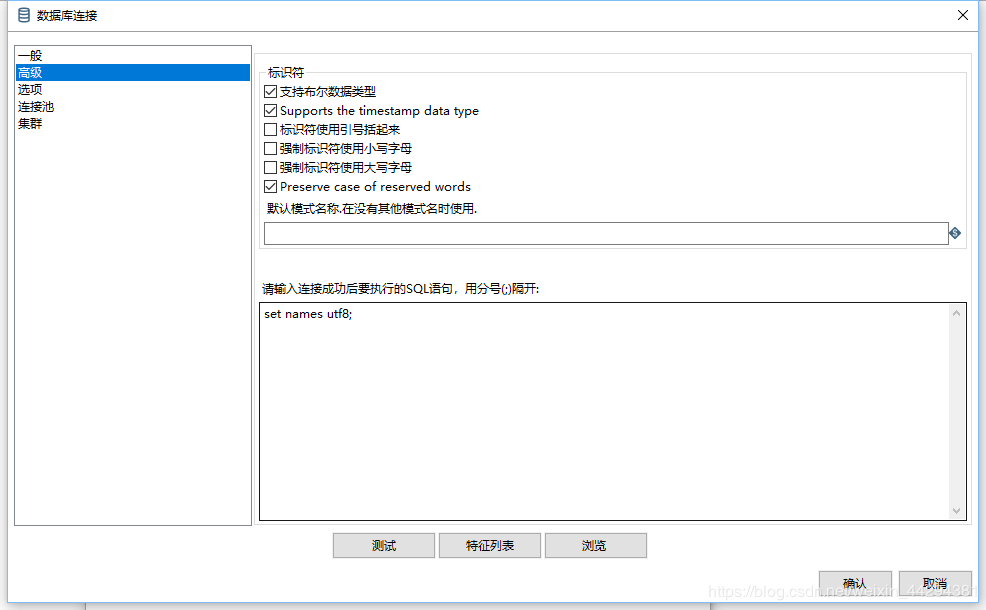 数据库连接
一般
高级
选项
连接池
集群
标识符
支持布尔数据类型
Supports the timestamp data type
标识符使用引号括起来
强制标识符使用小写字母
强制标识符使用大写字母
Preserve case of reserved words
默认模式名称.在没有其他模式名时使用.
请输入连接成功后要执行的SQL语句，用分号(;)隔开:
set names utf8;
测试 特征列表 浏览
确认 取消
https://blog.csdn.net/weixin_44294381